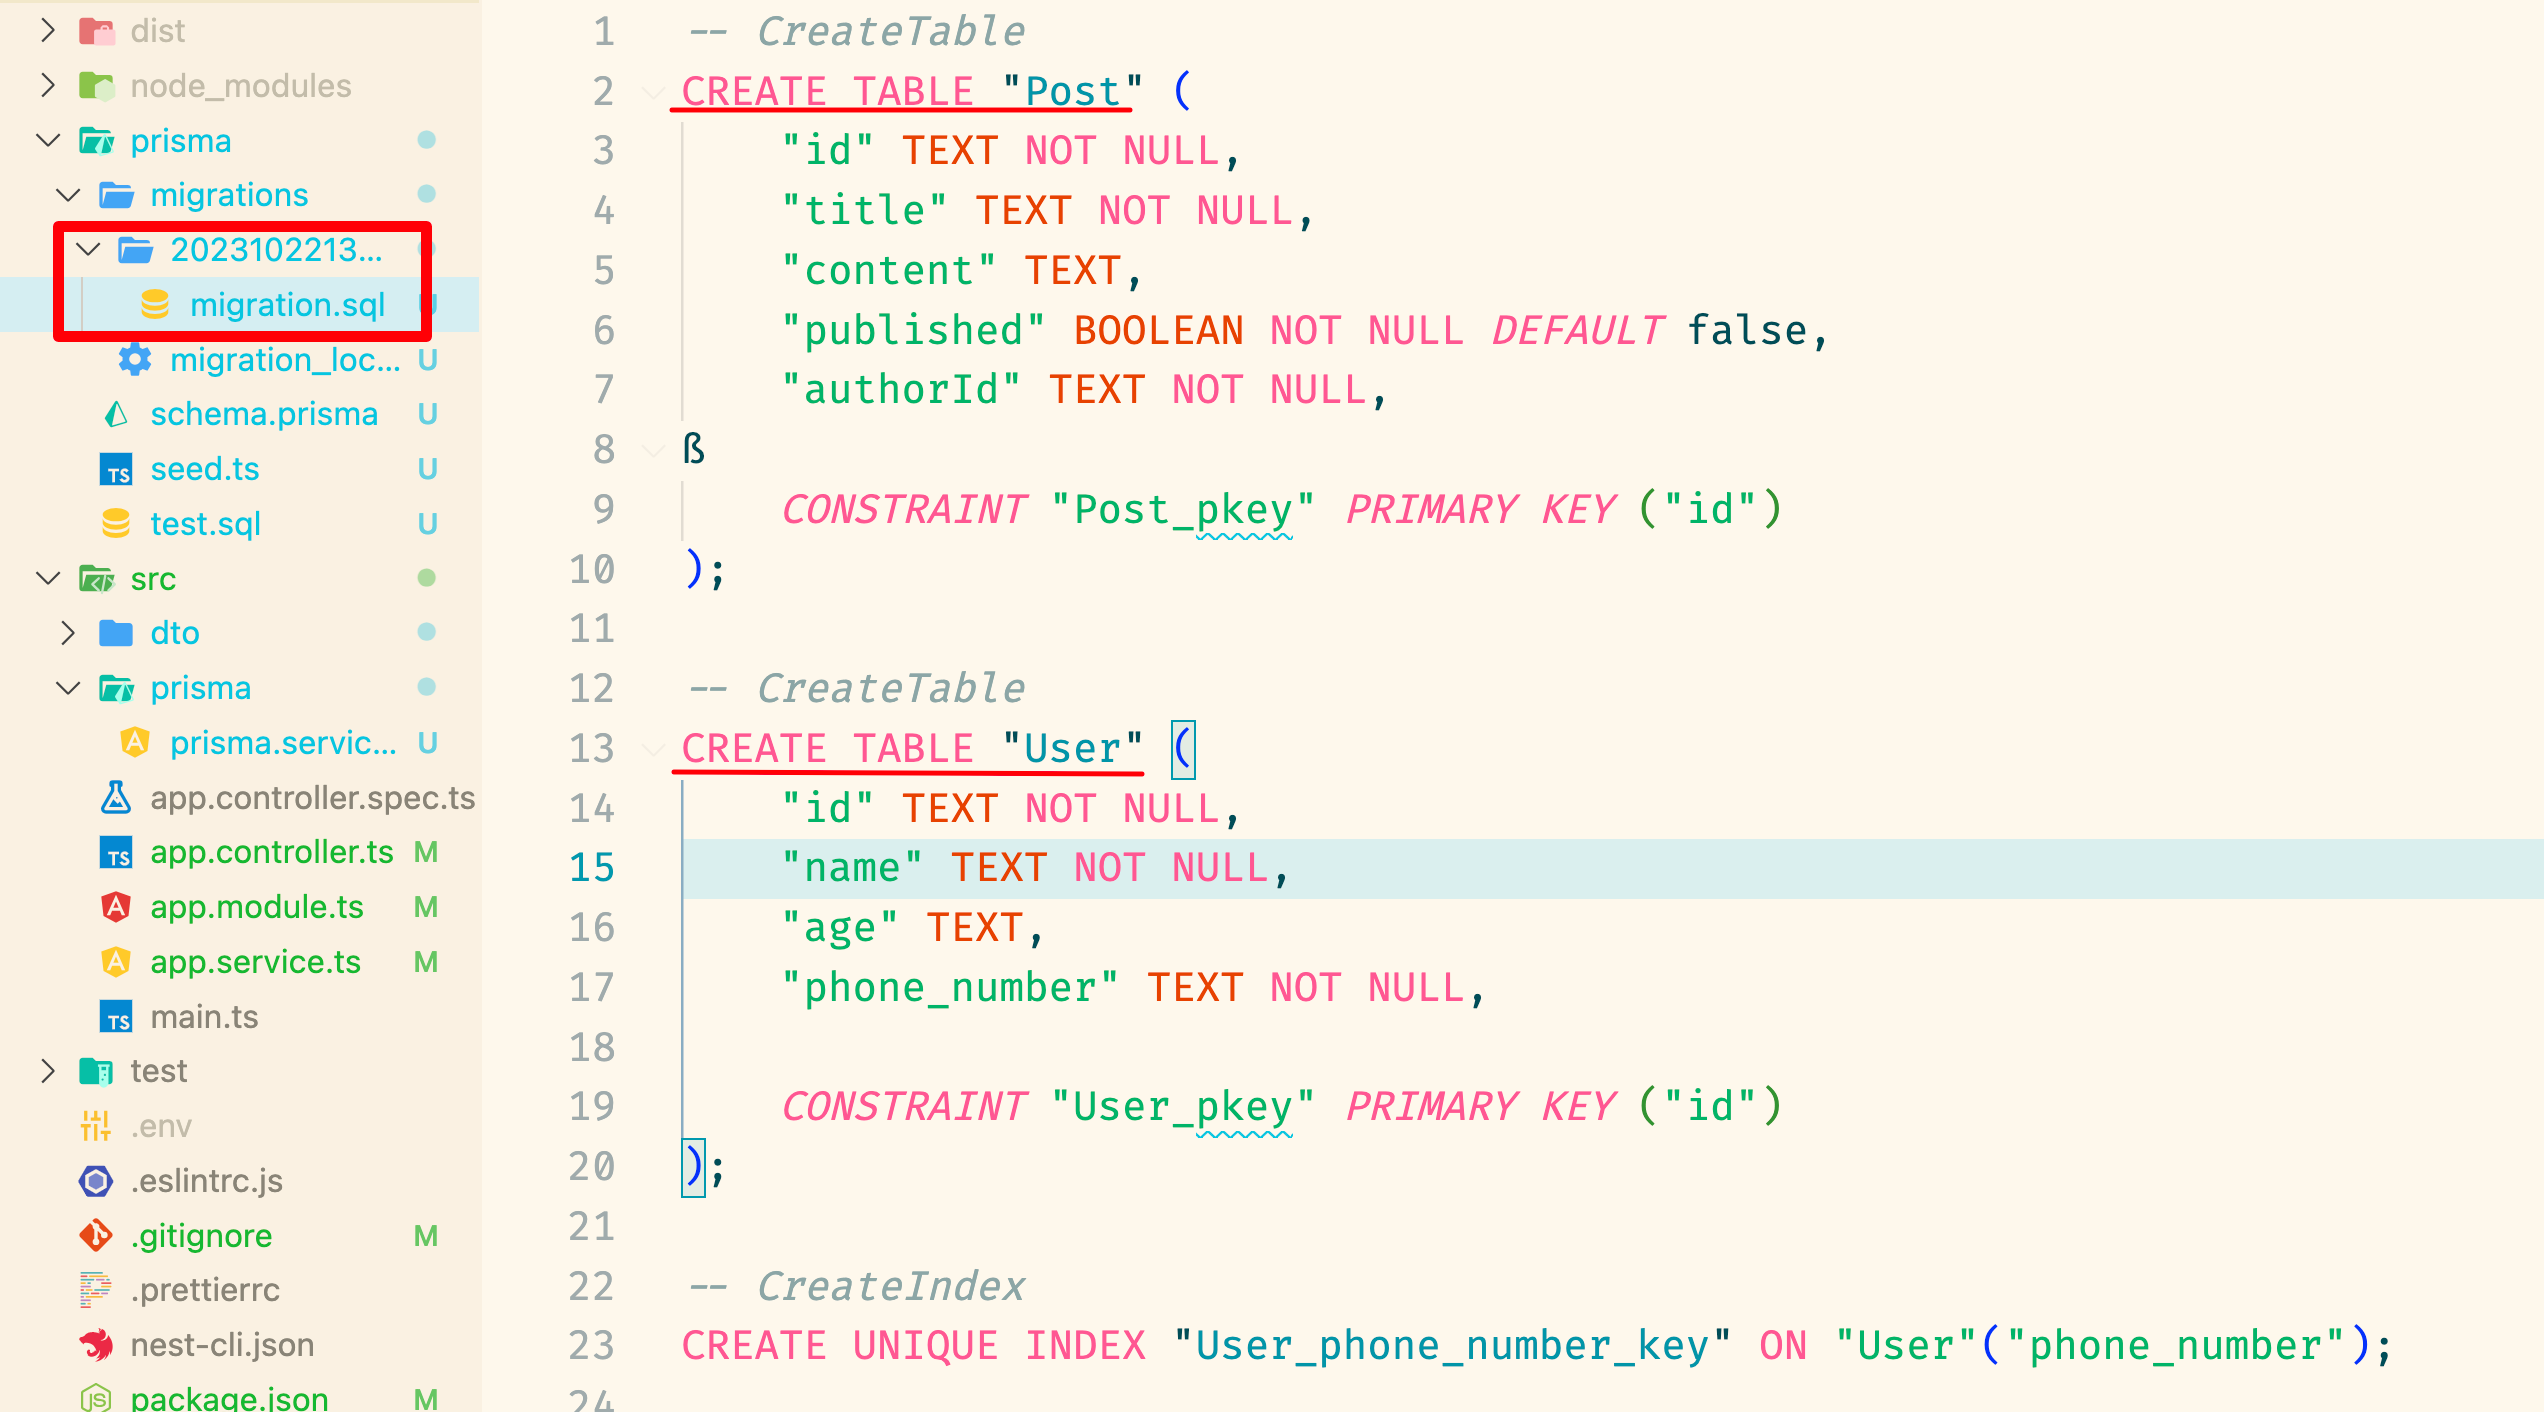 dist
node_modules
prisma
migrations
2023102213...
migration.sql U
migration_loc... U
schema.prisma U
seed.ts U
test.sql U
src
dto
prisma
prisma.servic... U
app.controller.spec.ts
app.controller.ts M
app.module.ts M
app.service.ts M
main.ts
test
.env
.eslintrc.js
.gitignore M
.prettierrc
nest-cli.json
package.json M
1 -- CreateTable
2 CREATE TABLE "Post" (
3 "id" TEXT NOT NULL,
4 "title" TEXT NOT NULL,
5 "content" TEXT,
6 "published" BOOLEAN NOT NULL DEFAULT false,
7 "authorId" TEXT NOT NULL,
8 ß
9 CONSTRAINT "Post_pkey" PRIMARY KEY ("id")
10 );
11
12 -- CreateTable
13 CREATE TABLE "User" (
14 "id" TEXT NOT NULL,
15 "name" TEXT NOT NULL,
16 "age" TEXT,
17 "phone_number" TEXT NOT NULL,
18
19 CONSTRAINT "User_pkey" PRIMARY KEY ("id")
20 );
21
22 -- CreateIndex
23 CREATE UNIQUE INDEX "User_phone_number_key" ON "User"("phone_number");
24